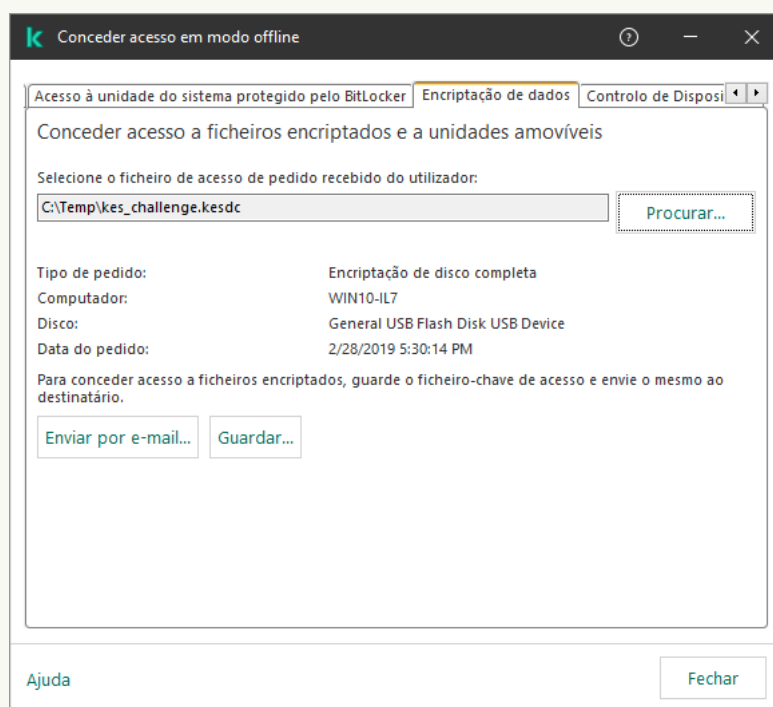 Conceder acesso em modo offline
Acesso à unidade do sistema protegido pelo BitLocker Encriptação de dados Controlo de Disposi
Conceder acesso a ficheiros encriptados e a unidades amovíveis
Selecione o ficheiro de acesso de pedido recebido do utilizador:
C:\Temp\kes_challenge.kesdc Procurar...
Tipo de pedido: Encriptação de disco completa
Computador: WIN10-IL7
Disco: General USB Flash Disk USB Device
Data do pedido: 2/28/2019 5:30:14 PM
Para conceder acesso a ficheiros encriptados, guarde o ficheiro-chave de acesso e envie o mesmo ao
destinatário.
Enviar por e-mail... Guardar...
Ajuda Fechar